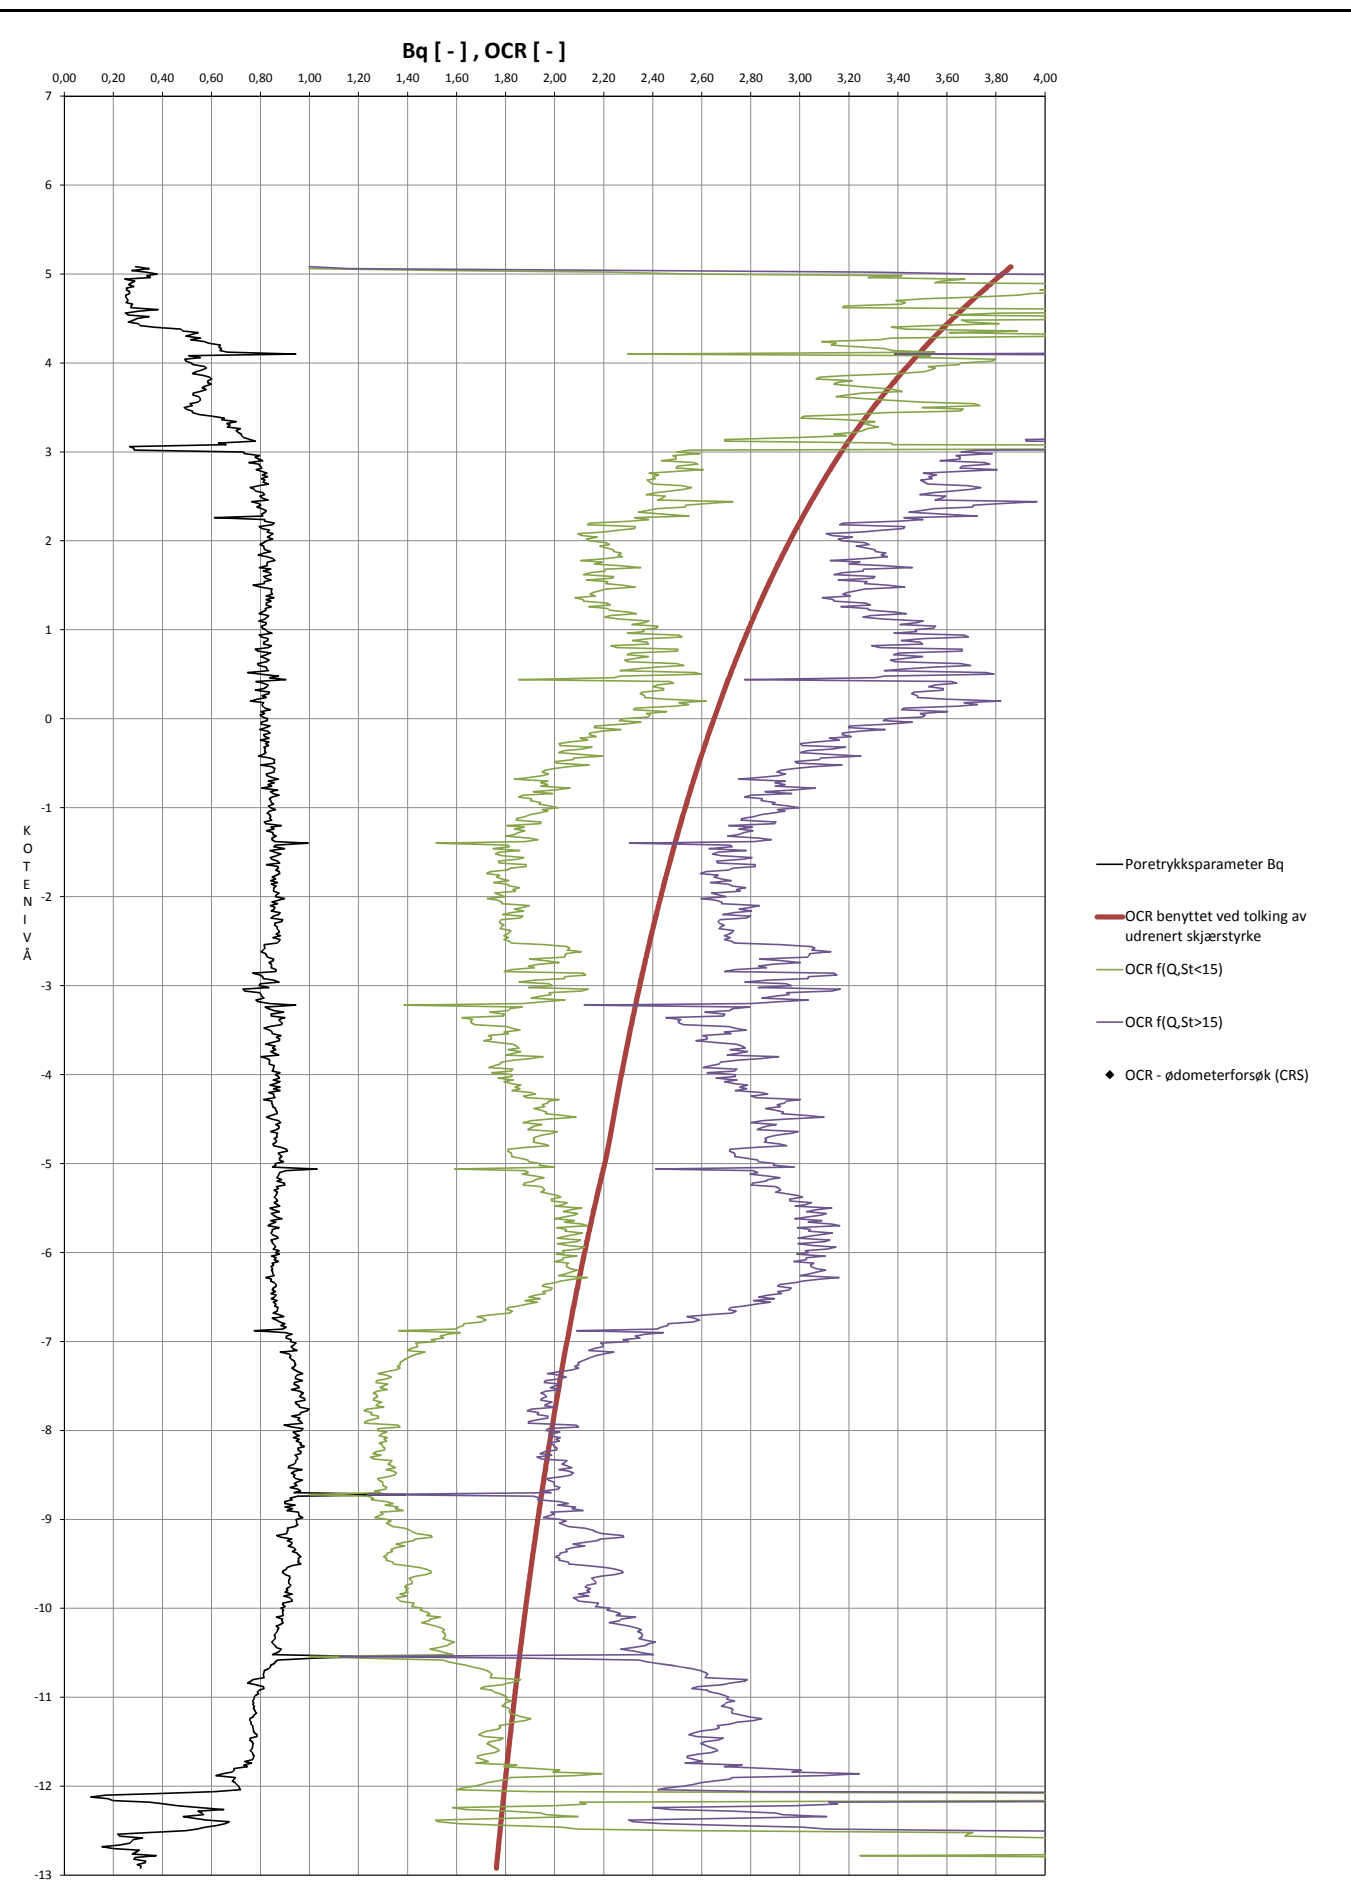 Bq [ - ] , OCR [ - ]
0,00 0,20 0,40 0,60 0,80 1,00 1,20 1,40 1,60 1,80 2,00 2,20 2,40 2,60 2,80 3,00 3,20 3,40 3,60 3,80 4,00
7
6
5
4
3
2
1
0
-1
-2
-3
-4
-5
-6
-7
-8
-9
-10
-11
-12
-13
K
O
T
E
N
I
V
Å
Poretrykksparameter Bq
OCR benyttet ved tolking av
udrenert skjærstyrke
OCR f(Q,St<15)
OCR f(Q,St>15)
OCR - ødometerforsøk (CRS)